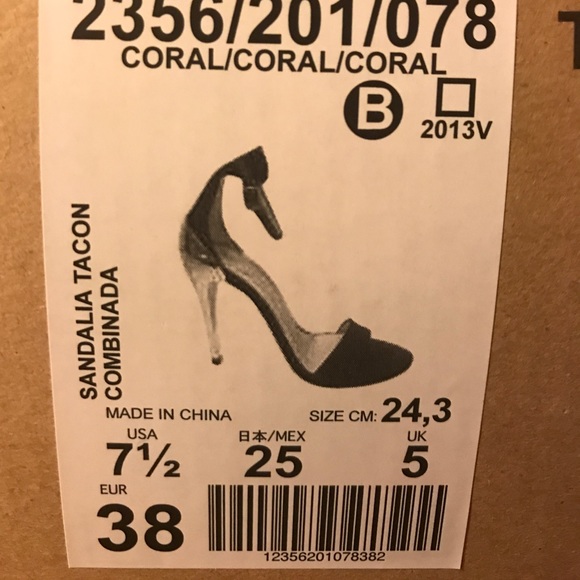 2356/201/078
CORAL/CORAL/CORAL
B
2013V
SANDALIA TACON
COMBINADA
MADE IN CHINA
SIZE CM: 24,3
USA
7½
日本/MEX
25
UK
5
EUR
38
12356201078382